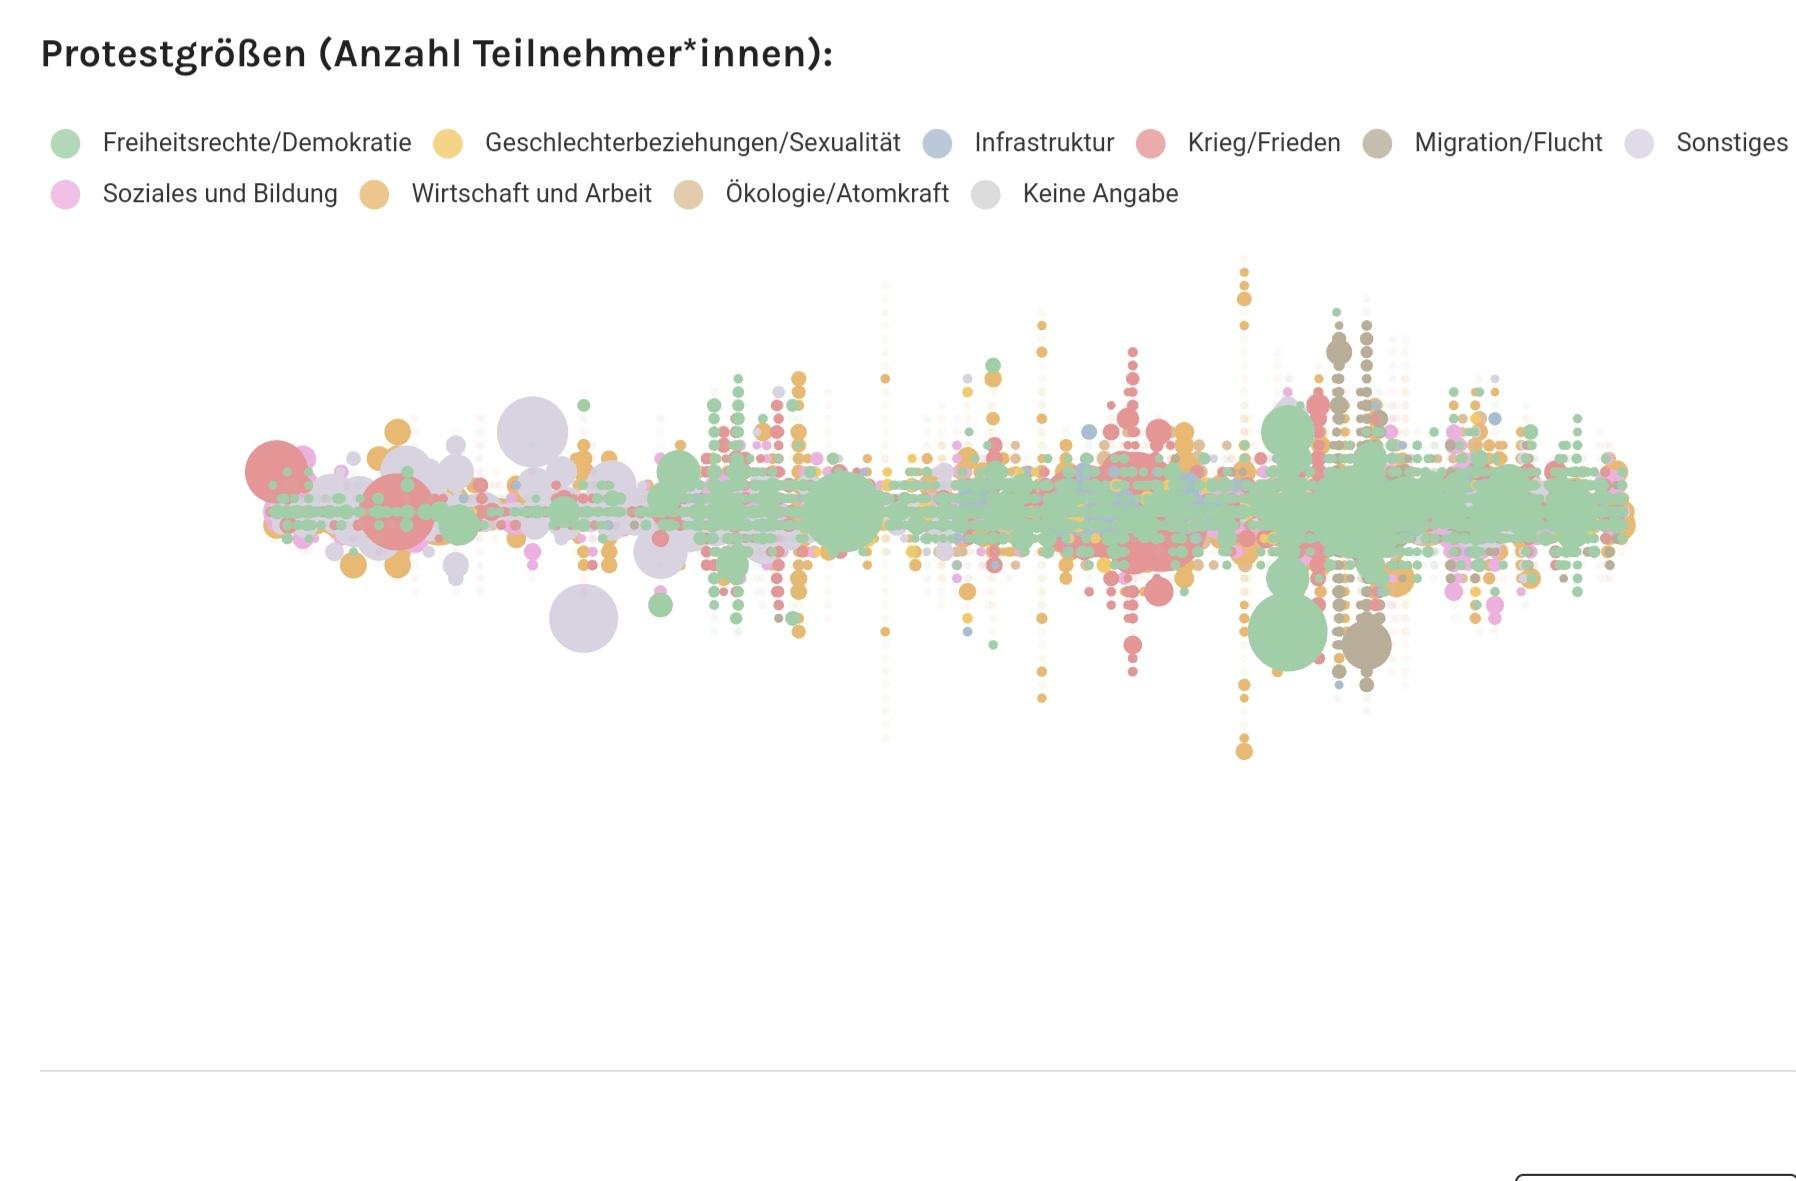 Protestgrößen (Anzahl Teilnehmer*innen):
Freiheitsrechte/Demokratie Geschlechterbeziehungen/Sexualität Infrastruktur Krieg/Frieden Migration/Flucht Sonstiges
Soziales und Bildung Wirtschaft und Arbeit Ökologie/Atomkraft Keine Angabe